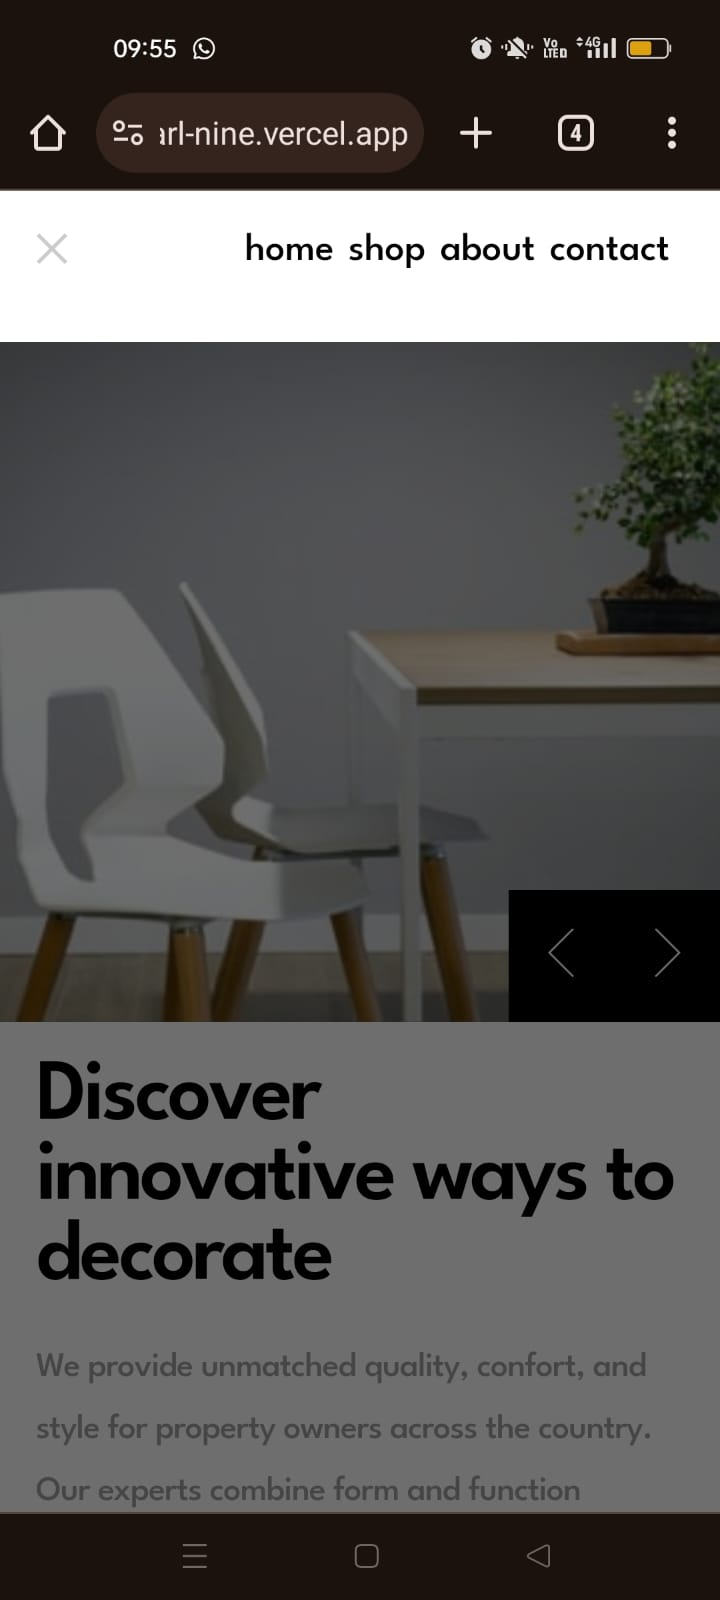 09:55
Vo LTED 4G
arl-nine.vercel.app
4
home shop about contact
Discover
innovative ways to
decorate
We provide unmatched quality, confort, and
style for property owners across the country.
Our experts combine form and function